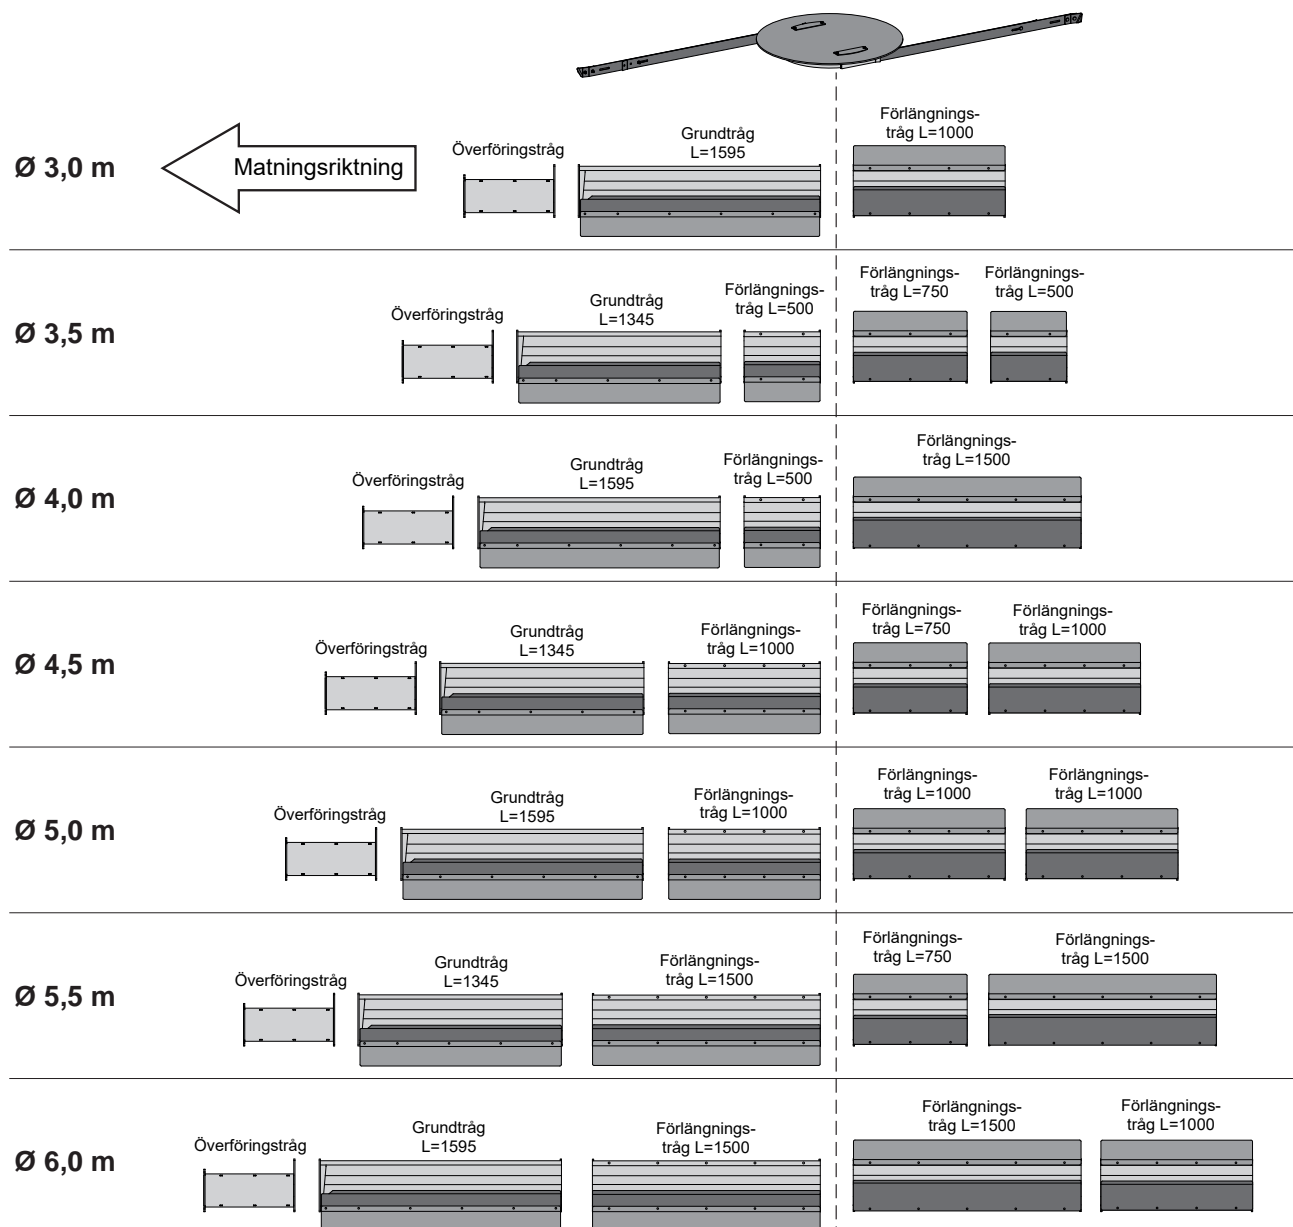 Ø 3,0 m
Matningsriktning
Överföringstråg
Grundtråg
L=1595
Förlängnings-
tråg L=1000
Ø 3,5 m
Överföringstråg
Grundtråg
L=1345
Förlängnings-
tråg L=500
Förlängnings-
tråg L=750
Förlängnings-
tråg L=500
Ø 4,0 m
Överföringstråg
Grundtråg
L=1595
Förlängnings-
tråg L=500
Förlängnings-
tråg L=1500
Ø 4,5 m
Överföringstråg
Grundtråg
L=1345
Förlängnings-
tråg L=1000
Förlängnings-
tråg L=750
Förlängnings-
tråg L=1000
Ø 5,0 m
Överföringstråg
Grundtråg
L=1595
Förlängnings-
tråg L=1000
Förlängnings-
tråg L=1000
Förlängnings-
tråg L=1000
Ø 5,5 m
Överföringstråg
Grundtråg
L=1345
Förlängnings-
tråg L=1500
Förlängnings-
tråg L=750
Förlängnings-
tråg L=1500
Ø 6,0 m
Överföringstråg
Grundtråg
L=1595
Förlängnings-
tråg L=1500
Förlängnings-
tråg L=1500
Förlängnings-
tråg L=1000